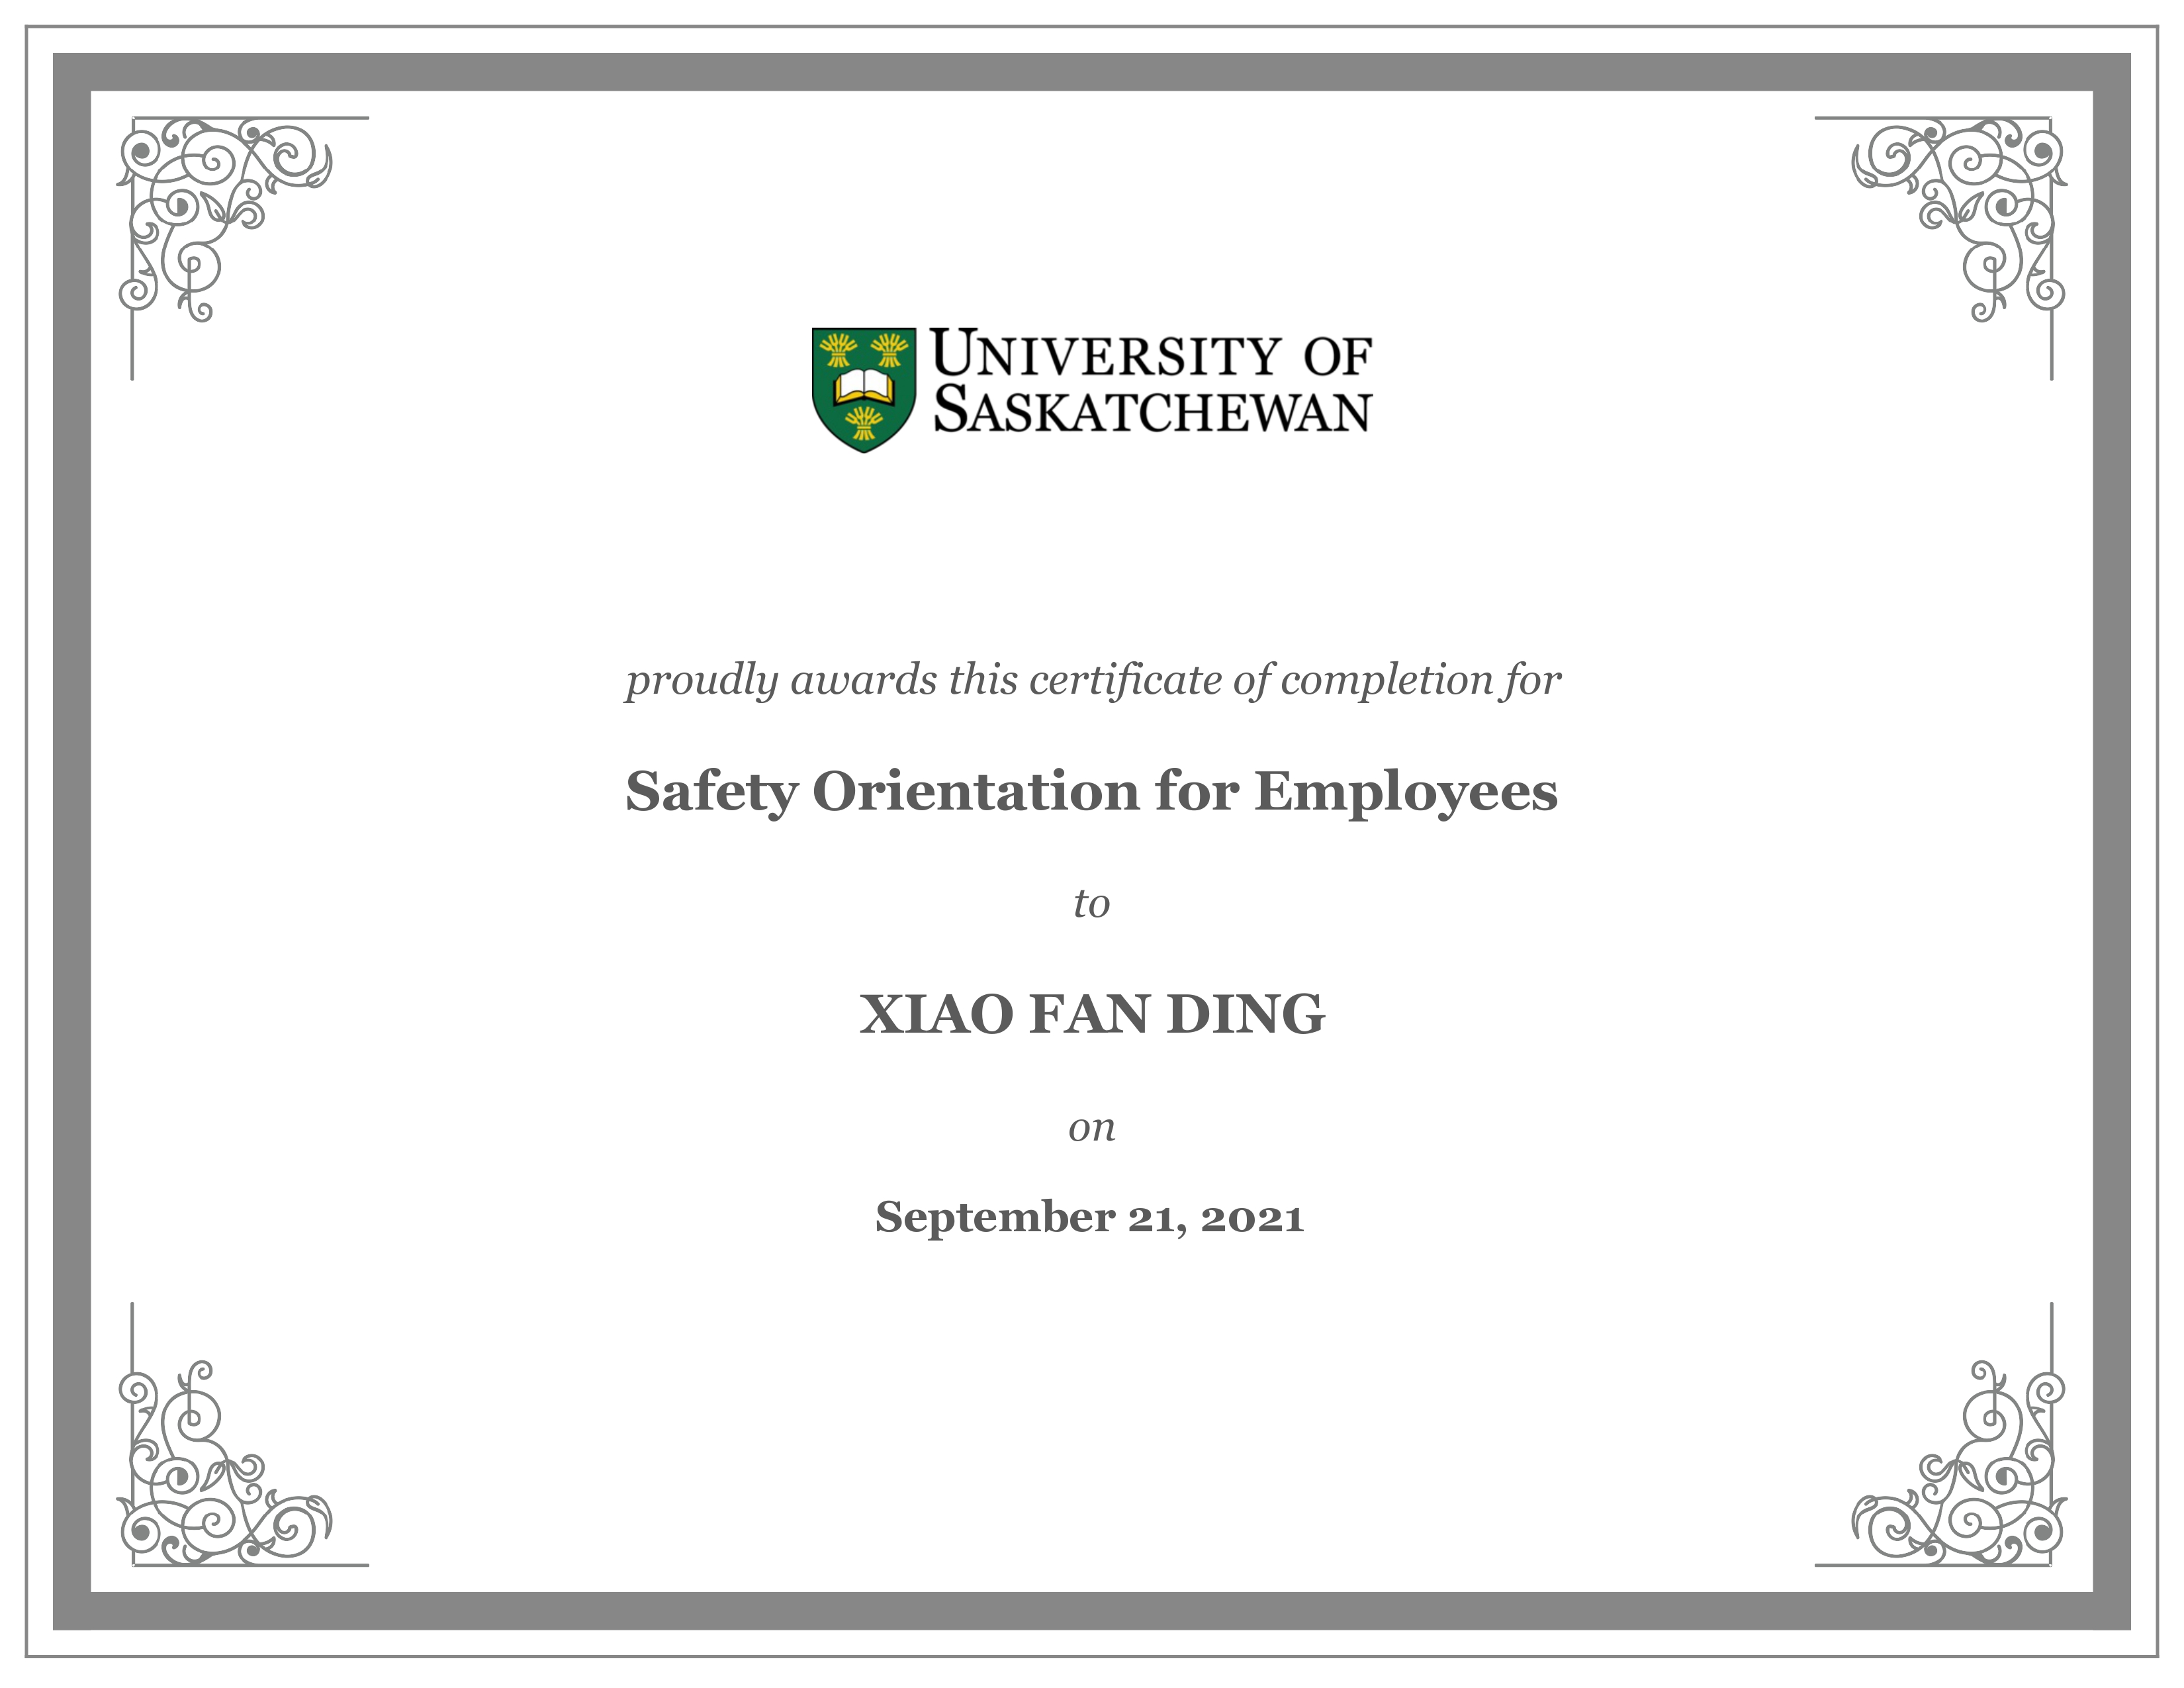 UNIVERSITY OF
SASKATCHEWAN
proudly awards this certificate of completion for
Safety Orientation for Employees
to
XIAO FAN DING
on
September 21, 2021